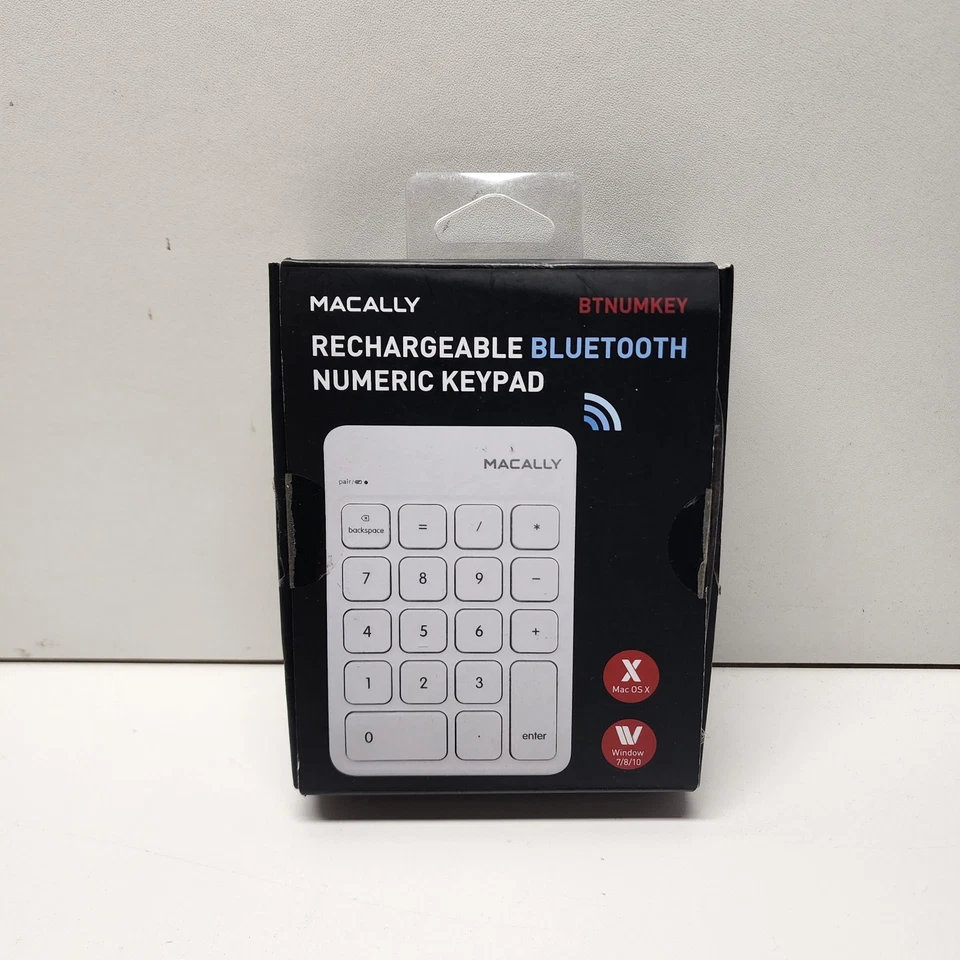 MACALLY BTNUMKEY
RECHARGEABLE BLUETOOTH
NUMERIC KEYPAD
MACALLY
pair/
backspace = / *
7 8 9 −
4 5 6 +
1 2 3
0 . enter
X
Mac OS X
W
Window
7/8/10